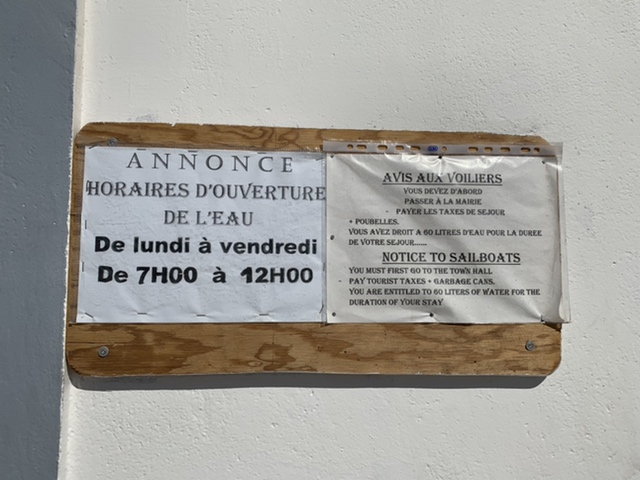 ANNONCE
HORAIRES D'OUVERTURE
DE L'EAU
De lundi à vendredi
De 7H00 à 12H00
AVIS AUX VOILIERS
VOUS DEVEZ D'ABORD
PASSER À LA MAIRIE
- PAYER LES TAXES DE SEJOUR
+ POUBELLES.
VOUS AVEZ DROIT A 60 LITRES D'EAU POUR LA DUREE
DE VOTRE SEJOUR......
NOTICE TO SAILBOATS
YOU MUST FIRST GO TO THE TOWN HALL
- PAY TOURIST TAXES + GARBAGE CANS.
YOU ARE ENTITLED TO 60 LITERS OF WATER FOR THE
DURATION OF YOUR STAY